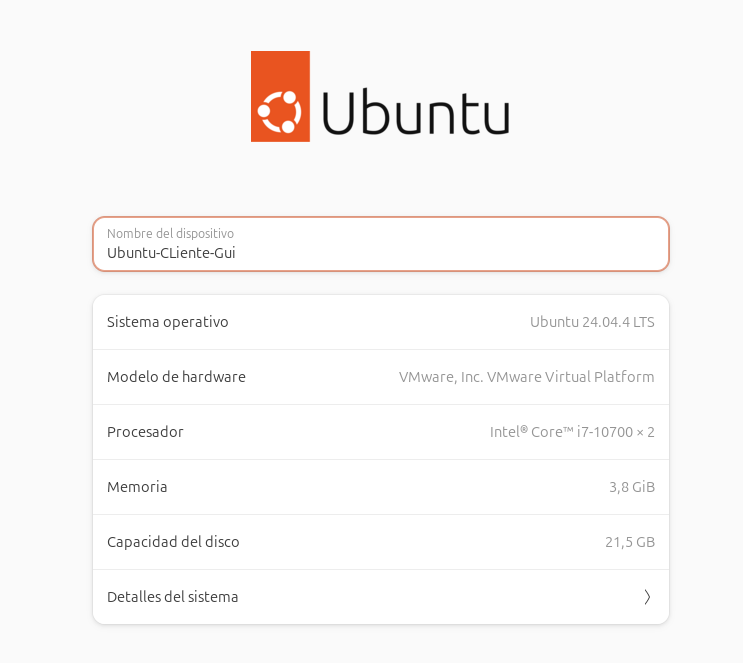 Ubuntu
Nombre del dispositivo
Ubuntu-CLiente-Gui
Sistema operativo Ubuntu 24.04.4 LTS
Modelo de hardware VMware, Inc. VMware Virtual Platform
Procesador Intel® Core™ i7-10700 × 2
Memoria 3,8 GiB
Capacidad del disco 21,5 GB
Detalles del sistema